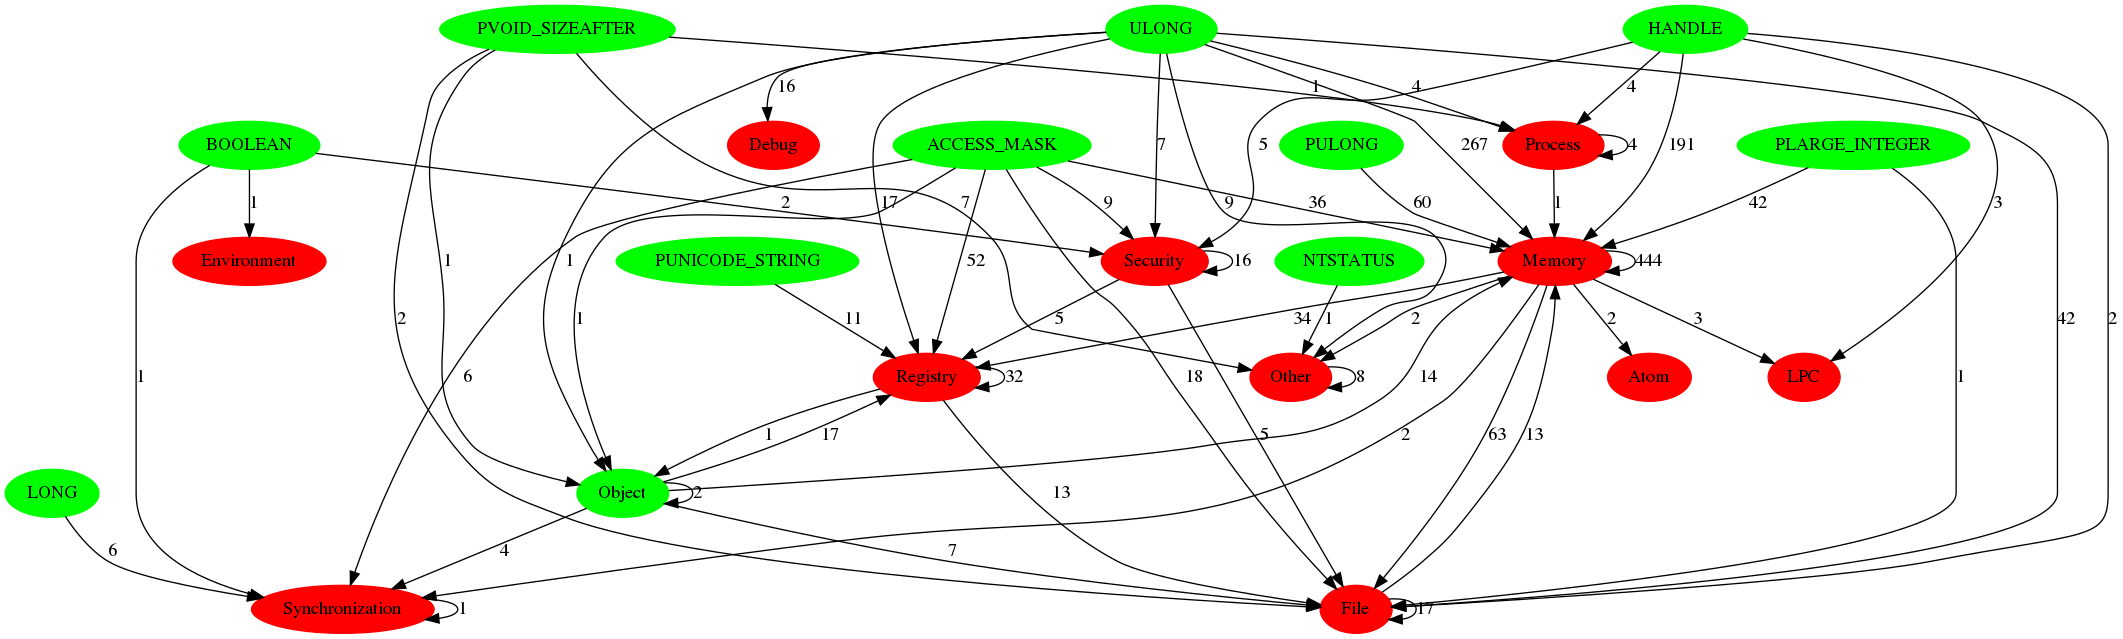 PVOID_SIZEAFTER
ULONG
HANDLE
16
1
4
4
BOOLEAN
Debug
ACCESS_MASK
PULONG
Process
4
PLARGE_INTEGER
7
5
267
191
1
2
17
9
7
9
36
60
1
42
3
Environment
PUNICODE_STRING
Security
16
NTSTATUS
Memory
444
1
1
52
2
1
11
5
34
1
2
2
3
42
2
1
6
Registry
32
18
Other
8
14
Atom
LPC
1
1
17
5
2
63
13
LONG
Object
2
13
6
4
7
Synchronization
1
File
17